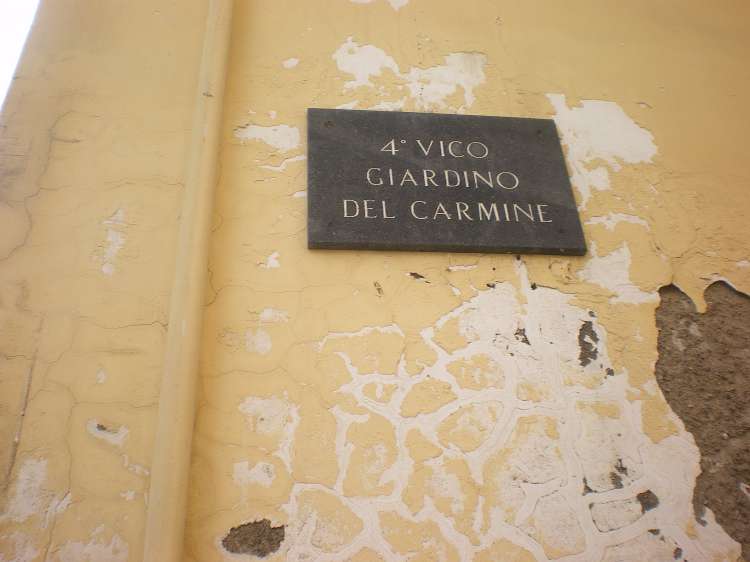 4° VICO
GIARDINO
DEL CARMINE